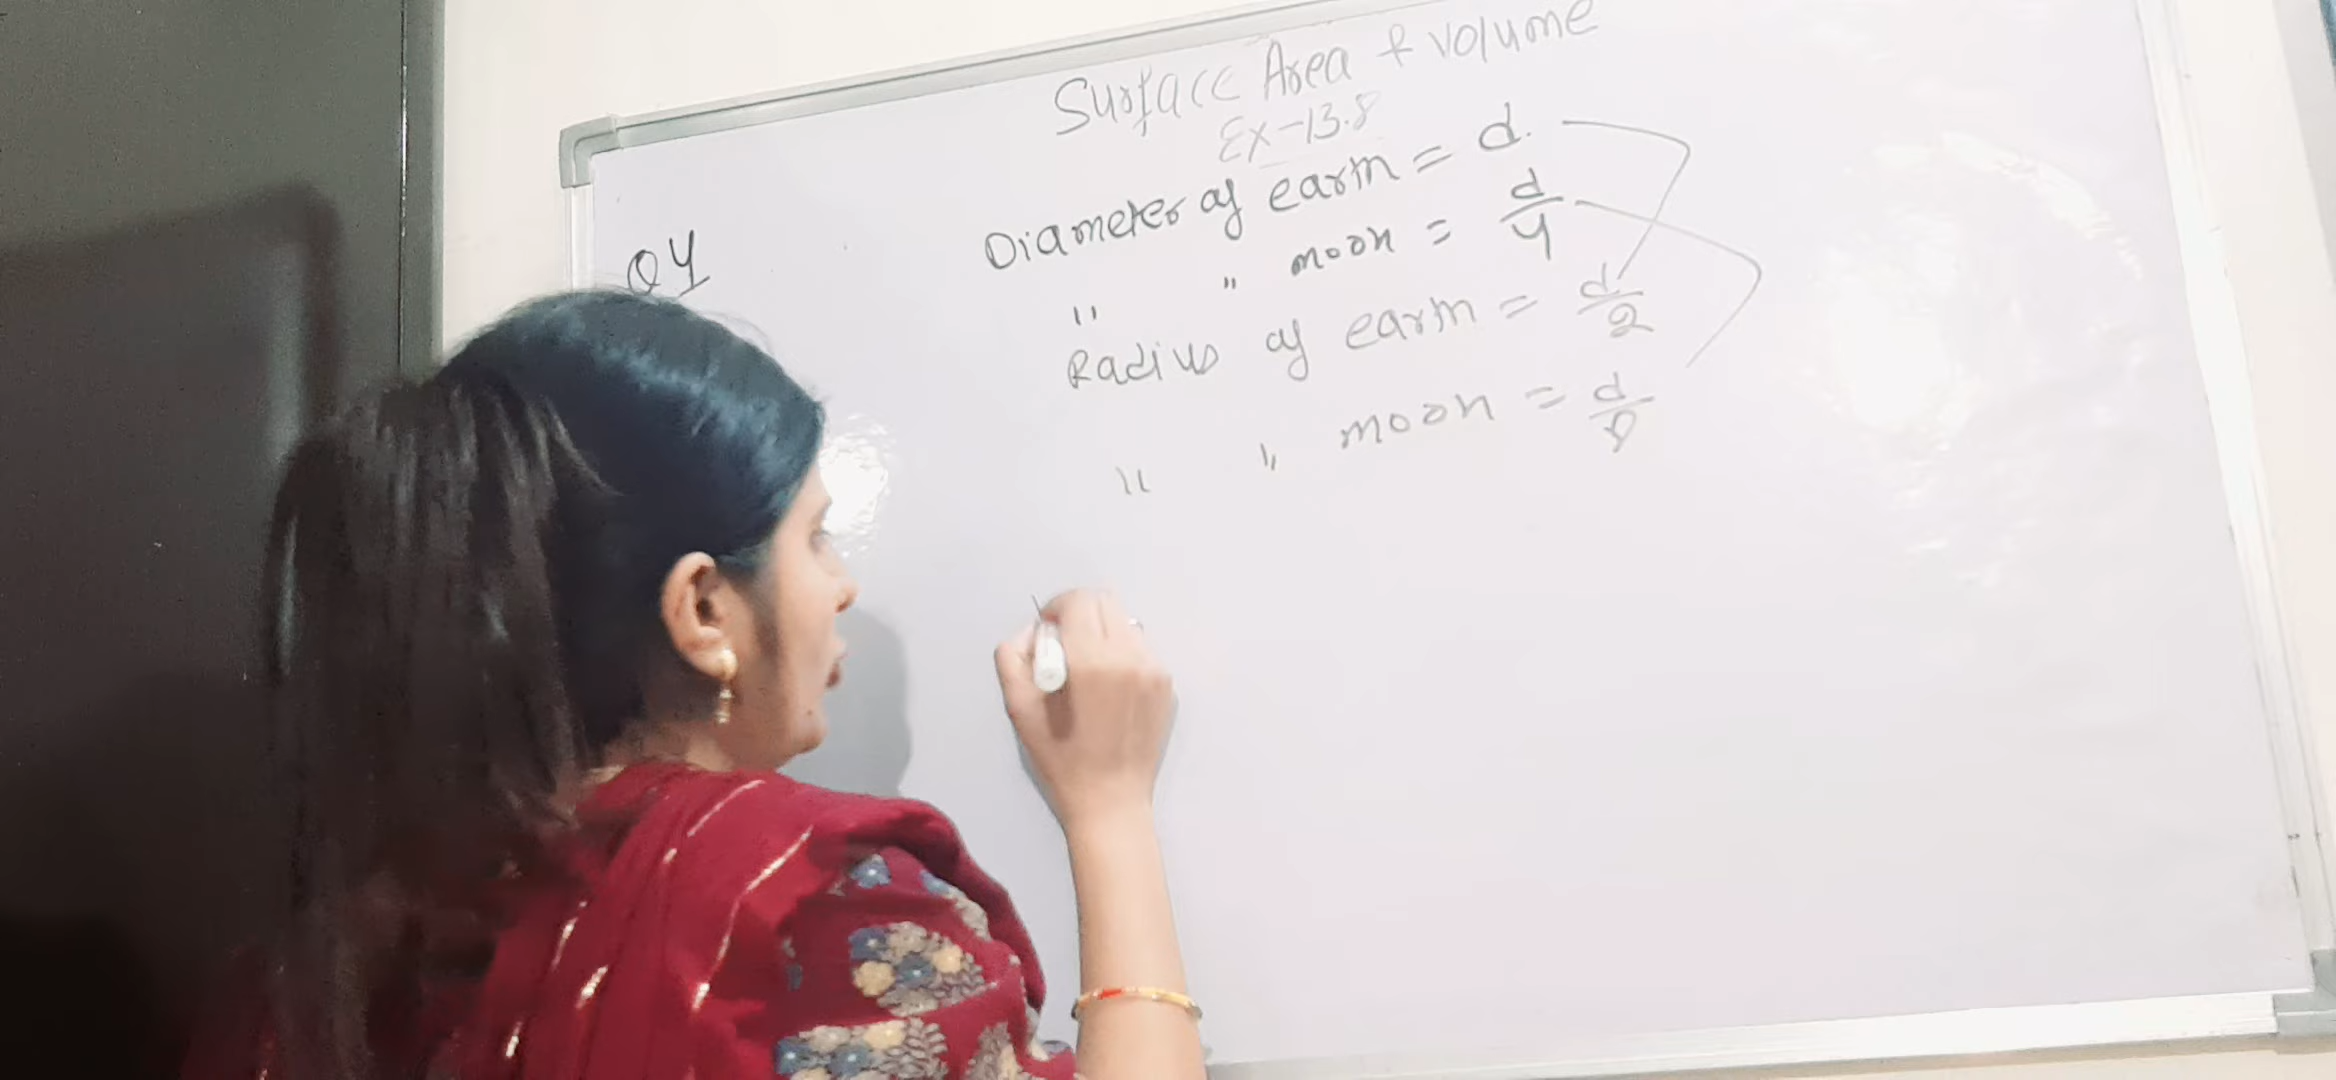 Surface Area & Volume
Ex-13.8
Q4
Diameter of earth = d.
" " moon = d/4
Radius of earth = d/2
" " moon = d/8